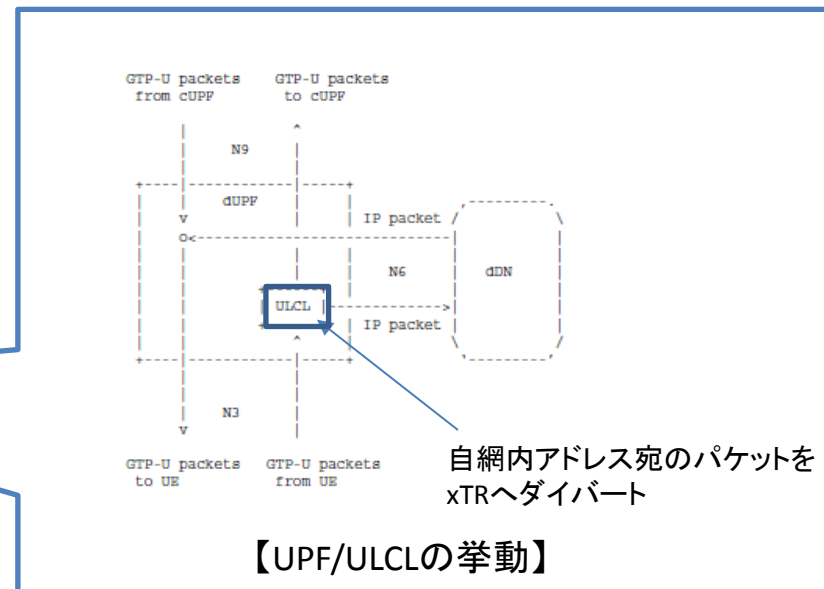 GTP-U packets
from cUPF
GTP-U packets
to cUPF
N9
dUPF
IP packet
N6
dDN
ULCL
IP packet
N3
GTP-U packets
to UE
GTP-U packets
from UE
自網内アドレス宛のパケットを
xTRへダイバート
【UPF/ULCLの挙動】